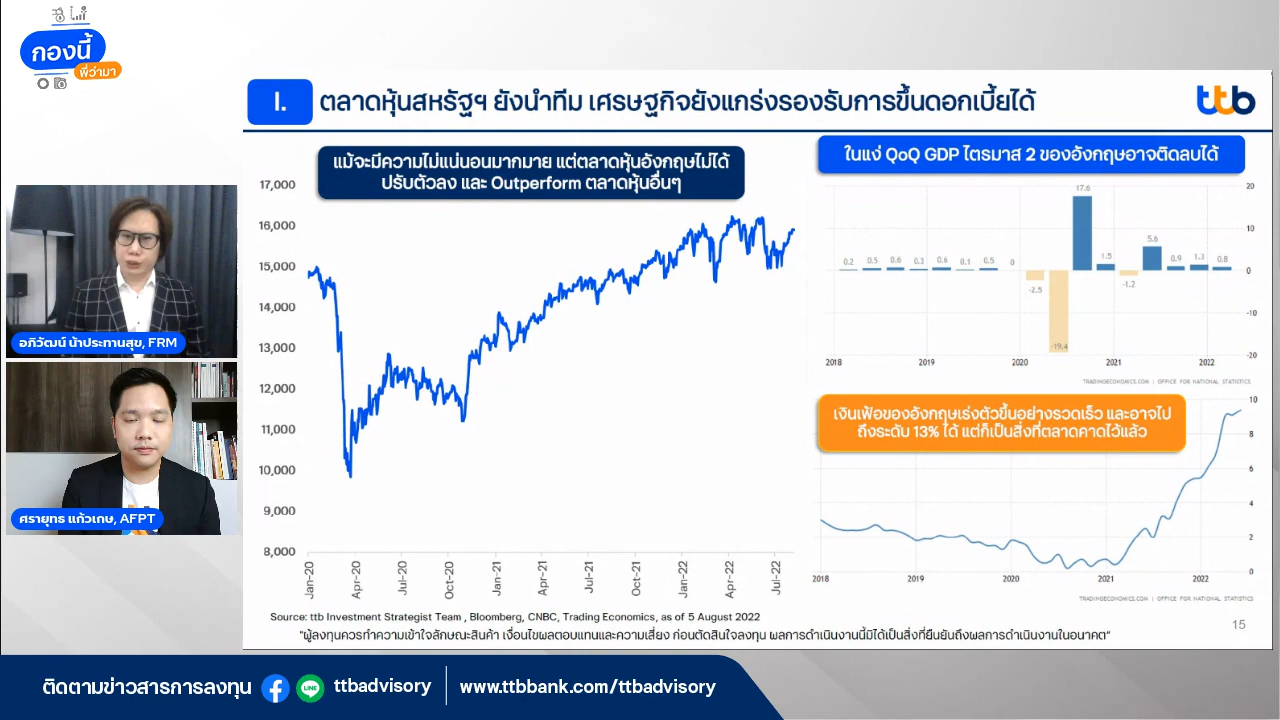 กองนี้
พี่ว่ามา
I.
ตลาดหุ้นสหรัฐฯ ยังนำทีม เศรษฐกิจยังแกร่งรองรับการขึ้นดอกเบี้ยได้
ttb
แม้จะมีความไม่แน่นอนมากมาย แต่ตลาดหุ้นอังกฤษไม่ได้
ปรับตัวลง และ Outperform ตลาดหุ้นอื่นๆ
17,000
16,000
15,000
14,000
13,000
12,000
11,000
10,000
9,000
8,000
Jan-20
Apr-20
Jul-20
Oct-20
Jan-21
Apr-21
Jul-21
Oct-21
Jan-22
Apr-22
Jul-22
ในแง่ QoQ GDP ไตรมาส 2 ของอังกฤษอาจติดลบได้
0.2 0.5 0.6 0.3 0.6 0.1 0.5 0 -2.5 -19.4 17.6 1.5 -1.2 5.6 0.9 1.3 0.8
20
10
0
-10
-20
2018 2019 2020 2021 2022
TRADINGECONOMICS.COM | OFFICE FOR NATIONAL STATISTICS
เงินเฟ้อของอังกฤษเร่งตัวขึ้นอย่างรวดเร็ว และอาจไป
ถึงระดับ 13% ได้ แต่ก็เป็นสิ่งที่ตลาดคาดไว้แล้ว
10
8
6
4
2
0
2018 2019 2020 2021 2022
TRADINGECONOMICS.COM | OFFICE FOR NATIONAL STATISTICS
อภิวัฒน์ น้าประทานสุข, FRM
ศรายุทธ แก้วเกษ, AFPT
Source: ttb Investment Strategist Team , Bloomberg, CNBC, Trading Economics, as of 5 August 2022
"ผู้ลงทุนควรทำความเข้าใจลักษณะสินค้า เงื่อนไขผลตอบแทนและความเสี่ยง ก่อนตัดสินใจลงทุน ผลการดำเนินงานนี้มิได้เป็นสิ่งที่ยืนยันถึงผลการดำเนินงานในอนาคต"
15
ติดตามข่าวสารการลงทุน
LINE
ttbadvisory
www.ttbbank.com/ttbadvisory